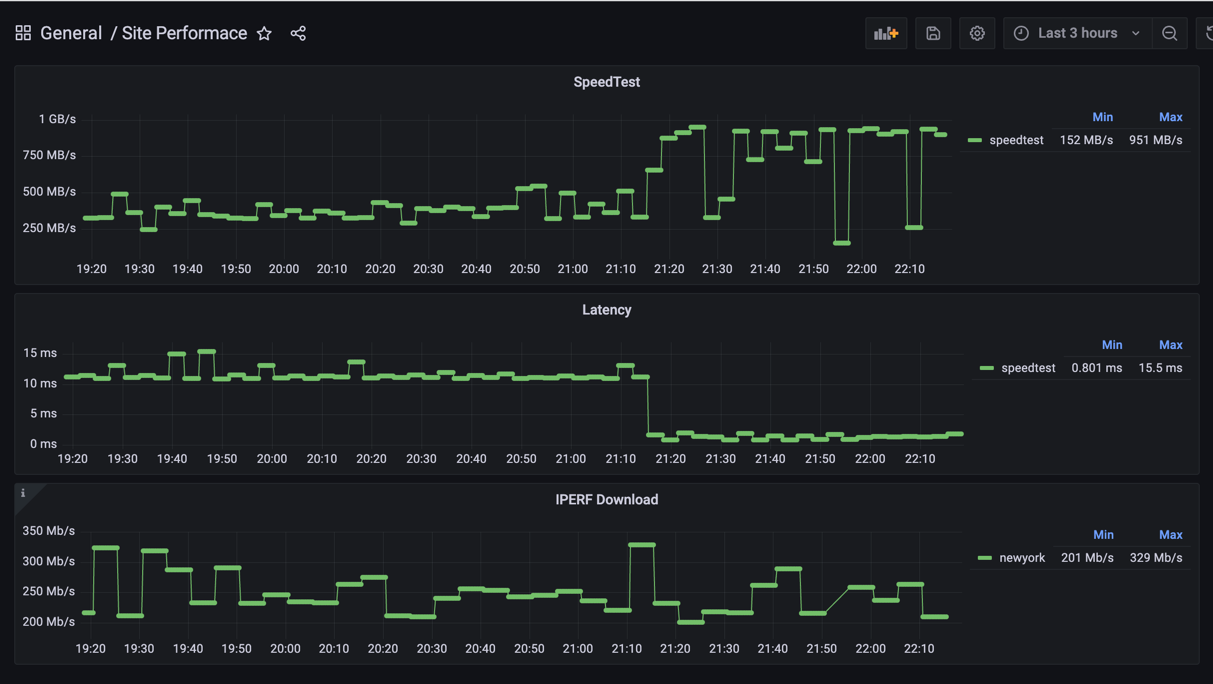 General / Site Performace
Last 3 hours
SpeedTest
1 GB/s
750 MB/s
500 MB/s
250 MB/s
19:20 19:30 19:40 19:50 20:00 20:10 20:20 20:30 20:40 20:50 21:00 21:10 21:20 21:30 21:40 21:50 22:00 22:10
Min Max
speedtest 152 MB/s 951 MB/s
Latency
15 ms
10 ms
5 ms
0 ms
19:20 19:30 19:40 19:50 20:00 20:10 20:20 20:30 20:40 20:50 21:00 21:10 21:20 21:30 21:40 21:50 22:00 22:10
Min Max
speedtest 0.801 ms 15.5 ms
i
IPERF Download
350 Mb/s
300 Mb/s
250 Mb/s
200 Mb/s
19:20 19:30 19:40 19:50 20:00 20:10 20:20 20:30 20:40 20:50 21:00 21:10 21:20 21:30 21:40 21:50 22:00 22:10
Min Max
newyork 201 Mb/s 329 Mb/s